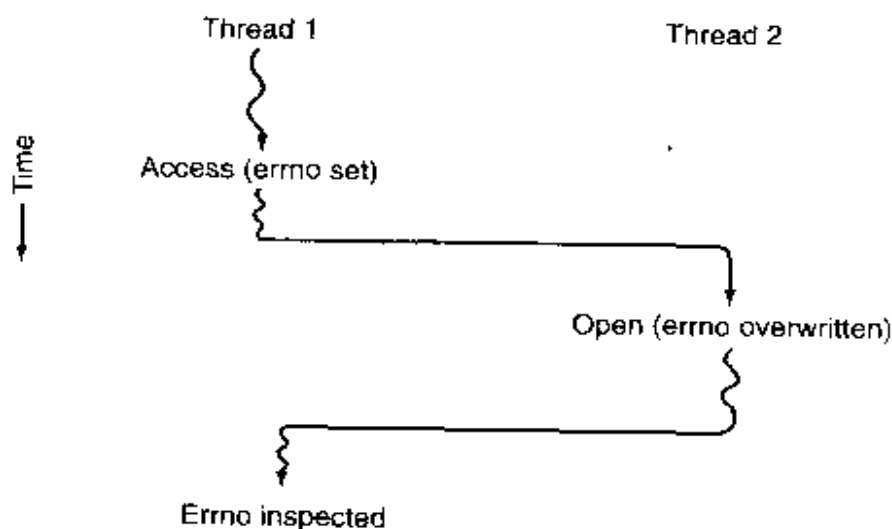 Thread 1
Thread 2
Time
Access (errno set)
Open (errno overwritten)
Errno inspected